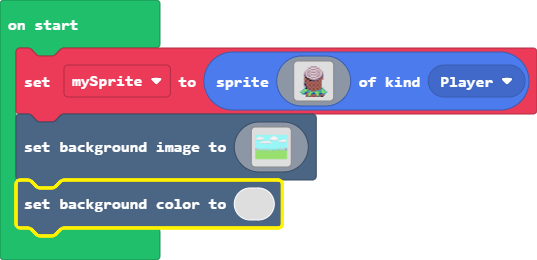 on start
set mySprite to sprite of kind Player
set background image to
set background color to